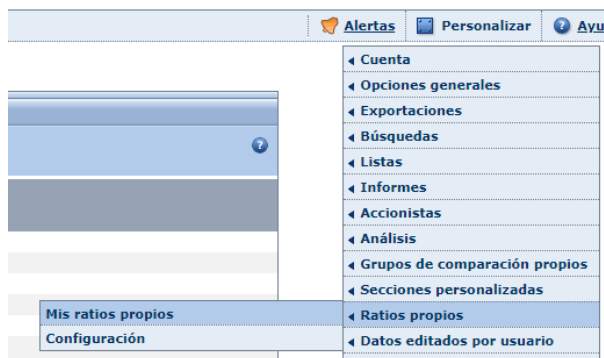 Alertas Personalizar
Cuenta
Opciones generales
Exportaciones
Búsquedas
Listas
Informes
Accionistas
Análisis
Grupos de comparación propios
Secciones personalizadas
Mis ratios propios Ratios propios
Configuración Datos editados por usuario